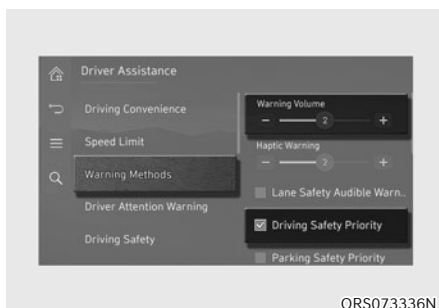 Driver Assistance
Driving Convenience
Speed Limit
Warning Methods
Driver Attention Warning
Driving Safety
Warning Volume
- 2 +
Haptic Warning
- 2 +
Lane Safety Audible Warn..
Driving Safety Priority
Parking Safety Priority
ORS073336N